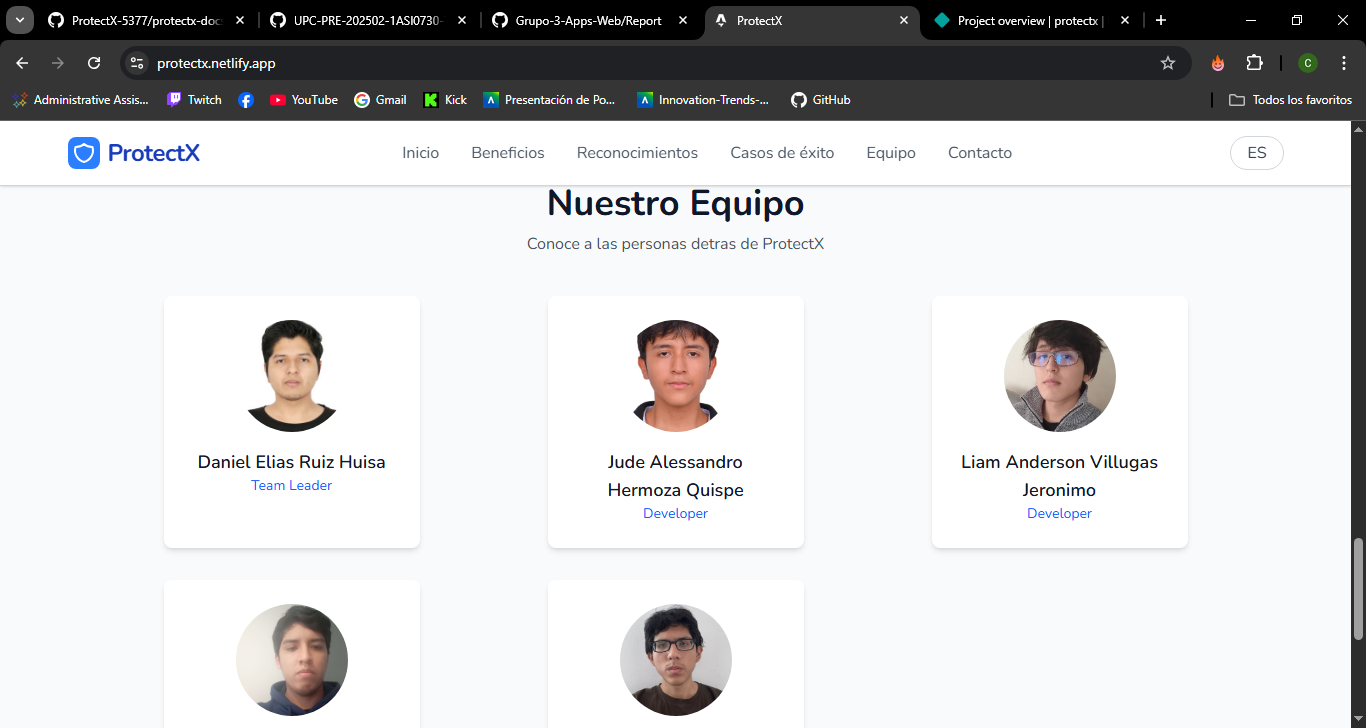 ProtectX-5377/protectx-doc
UPC-PRE-202502-1ASI0730-
Grupo-3-Apps-Web/Report
ProtectX
Project overview | protectx |
protectx.netlify.app
C
Administrative Assis...
Twitch
YouTube
Gmail
Kick
Presentación de Po...
Innovation-Trends-...
GitHub
Todos los favoritos
ProtectX
Inicio
Beneficios
Reconocimientos
Casos de éxito
Equipo
Contacto
ES
Nuestro Equipo
Conoce a las personas detras de ProtectX
Daniel Elias Ruiz Huisa
Team Leader
Jude Alessandro
Hermoza Quispe
Developer
Liam Anderson Villugas
Jeronimo
Developer